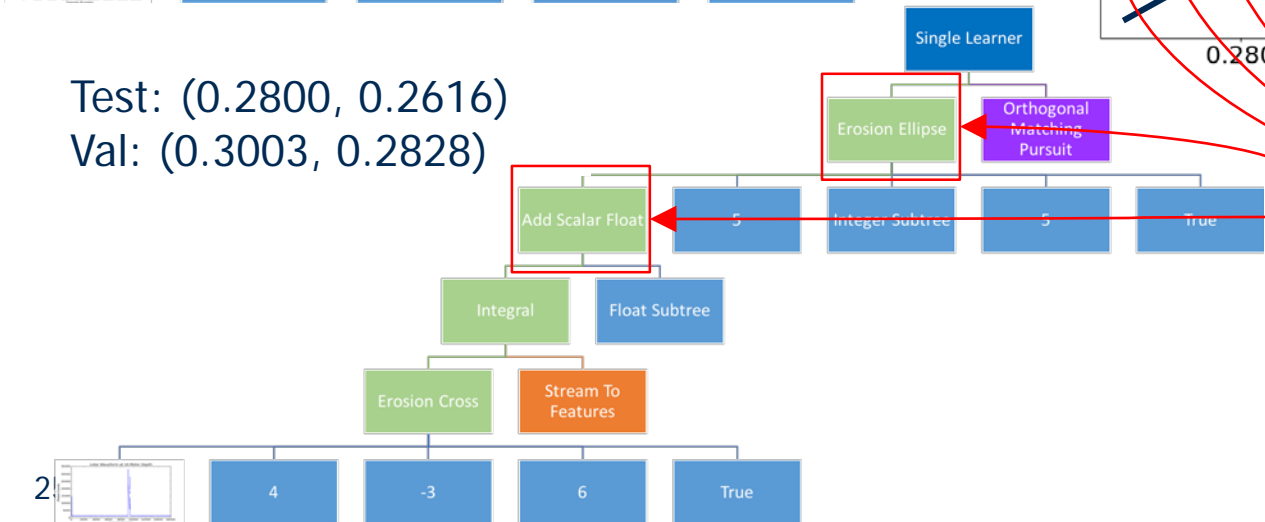 Single Learner
0.280
Test: (0.2800, 0.2616)
Val: (0.3003, 0.2828)
Erosion Ellipse
Orthogonal
Matching
Pursuit
Add Scalar Float
5
Integer Subtree
5
True
Integral
Float Subtree
Erosion Cross
Stream To
Features
4
-3
6
True